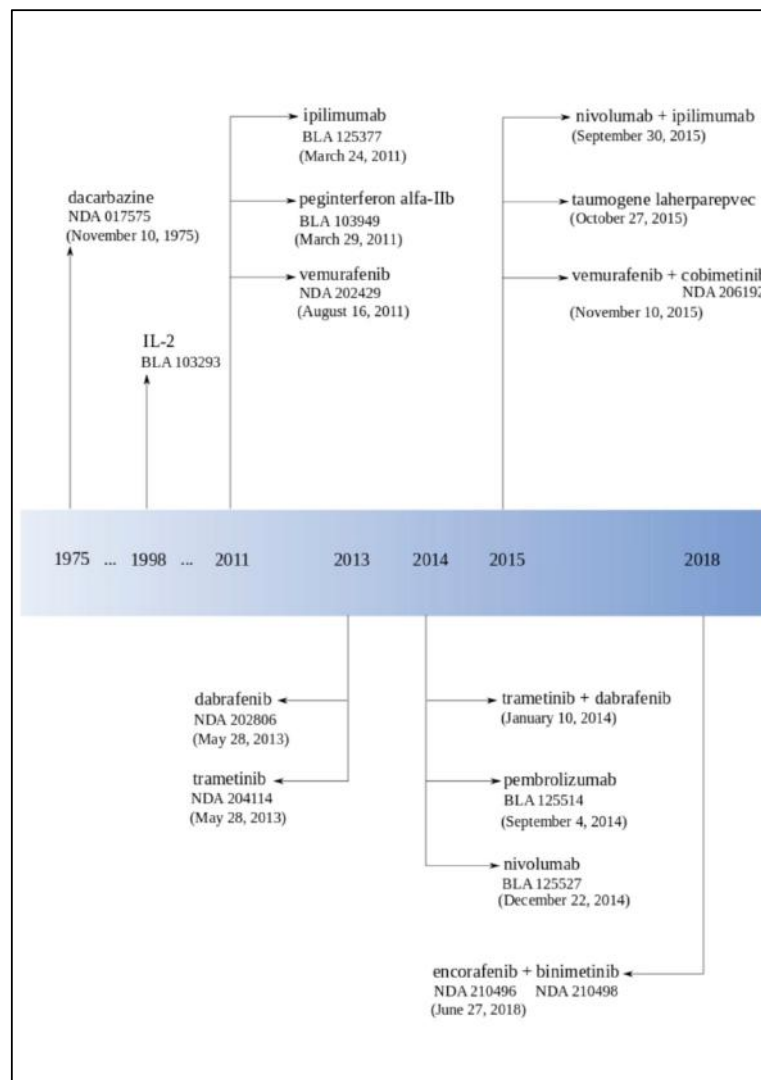 ipilimumab
BLA 125377
(March 24, 2011)
nivolumab + ipilimumab
(September 30, 2015)
dacarbazine
NDA 017575
(November 10, 1975)
peginterferon alfa-IIb
BLA 103949
(March 29, 2011)
taumogene laherparepvec
(October 27, 2015)
vemurafenib
NDA 202429
(August 16, 2011)
vemurafenib + cobimetinib
NDA 206192
(November 10, 2015)
IL-2
BLA 103293
1975 ... 1998 ... 2011 2013 2014 2015 2018
dabrafenib
NDA 202806
(May 28, 2013)
trametinib + dabrafenib
(January 10, 2014)
trametinib
NDA 204114
(May 28, 2013)
pembrolizumab
BLA 125514
(September 4, 2014)
nivolumab
BLA 125527
(December 22, 2014)
encorafenib + binimetinib
NDA 210496 NDA 210498
(June 27, 2018)